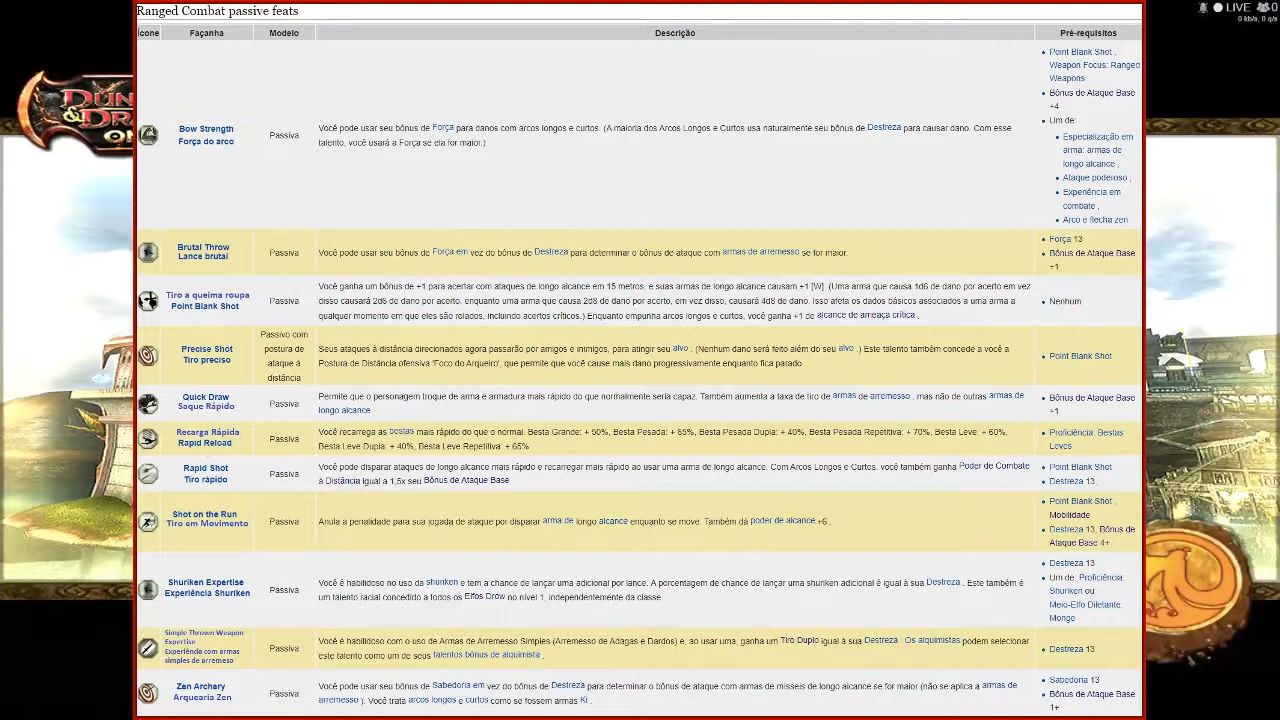 Ranged Combat passive feats
LIVE 0
0 kb/s, 0 q/s
DUN
& DRA
ON
Ícone Façanha Modelo Descrição Pré-requisitos
Bow Strength
Força do arco
Passiva
Você pode usar seu bônus de Força para danos com arcos longos e curtos. (A maioria dos Arcos Longos e Curtos usa naturalmente seu bônus de Destreza para causar dano. Com esse
talento, você usará a Força se ela for maior.)
Point Blank Shot ,
Weapon Focus: Ranged
Weapons
Bônus de Ataque Base
+4
Um de:
Especialização em
arma: armas de
longo alcance ,
Ataque poderoso ,
Experiência em
combate ,
Arco e flecha zen
Brutal Throw
Lance brutal
Passiva
Você pode usar seu bônus de Força em vez do bônus de Destreza para determinar o bônus de ataque com armas de arremesso se for maior.
Força 13
Bônus de Ataque Base
+1
Tiro a queima roupa
Point Blank Shot
Passiva
Você ganha um bônus de +1 para acertar com ataques de longo alcance em 15 metros, e suas armas de longo alcance causam +1 [W]. (Uma arma que causa 1d6 de dano por acerto em vez
disso causará 2d6 de dano por acerto, enquanto uma arma que causa 2d8 de dano por acerto, em vez disso, causará 4d8 de dano. Isso afeta os dados básicos associados a uma arma a
qualquer momento em que eles são rolados, incluindo acertos críticos.) Enquanto empunha arcos longos e curtos, você ganha +1 de alcance de ameaça crítica .
Nenhum
Precise Shot
Tiro preciso
Passivo com
postura de
ataque à
distância
Seus ataques à distância direcionados agora passarão por amigos e inimigos, para atingir seu alvo . (Nenhum dano será feito além do seu alvo .) Este talento também concede a você a
Postura de Distância ofensiva 'Foco do Arqueiro', que permite que você cause mais dano progressivamente enquanto fica parado
Point Blank Shot
Quick Draw
Saque Rápido
Passiva
Permite que o personagem troque de arma e armadura mais rápido do que normalmente seria capaz. Também aumenta a taxa de tiro de armas de arremesso , mas não de outras armas de
longo alcance
Bônus de Ataque Base
+1
Recarga Rápida
Rapid Reload
Passiva
Você recarrega as bestas mais rápido do que o normal. Besta Grande: + 50%, Besta Pesada: + 65%, Besta Pesada Dupla: + 40%, Besta Pesada Repetitiva: + 70%, Besta Leve: + 60%,
Besta Leve Dupla: + 40%, Besta Leve Repetitiva: + 65%
Proficiência: Bestas
Leves
Rapid Shot
Tiro rápido
Passiva
Você pode disparar ataques de longo alcance mais rápido e recarregar mais rápido ao usar uma arma de longo alcance. Com Arcos Longos e Curtos, você também ganha Poder de Combate
à Distância igual a 1,5x seu Bônus de Ataque Base
Point Blank Shot
Destreza 13,
Shot on the Run
Tiro em Movimento
Passiva
Anula a penalidade para sua jogada de ataque por disparar arma de longo alcance enquanto se move. Também dá poder de alcance +6 .
Point Blank Shot ,
Mobilidade
Destreza 13, Bônus de
Ataque Base 4+
Shuriken Expertise
Experiência Shuriken
Passiva
Você é habilidoso no uso da shuriken e tem a chance de lançar uma adicional por lance. A porcentagem de chance de lançar uma shuriken adicional é igual à sua Destreza . Este também é
um talento racial concedido a todos os Elfos Drow no nível 1, independentemente da classe.
Destreza 13
Um de: Proficiência:
Shuriken ou
Meio-Elfo Diletante:
Monge
Simple Thrown Weapon
Expertise
Experiência com armas
simples de arremeso
Passiva
Você é habilidoso com o uso de Armas de Arremesso Simples (Arremesso de Adagas e Dardos) e, ao usar uma, ganha um Tiro Duplo igual à sua Destreza . Os alquimistas podem selecionar
este talento como um de seus talentos bônus de alquimista .
Destreza 13
Zen Archery
Arquearia Zen
Passiva
Você pode usar seu bônus de Sabedoria em vez do bônus de Destreza para determinar o bônus de ataque com armas de mísseis de longo alcance se for maior (não se aplica a armas de
arremesso ). Você trata arcos longos e curtos como se fossem armas Ki .
Sabedoria 13
Bônus de Ataque Base
1+